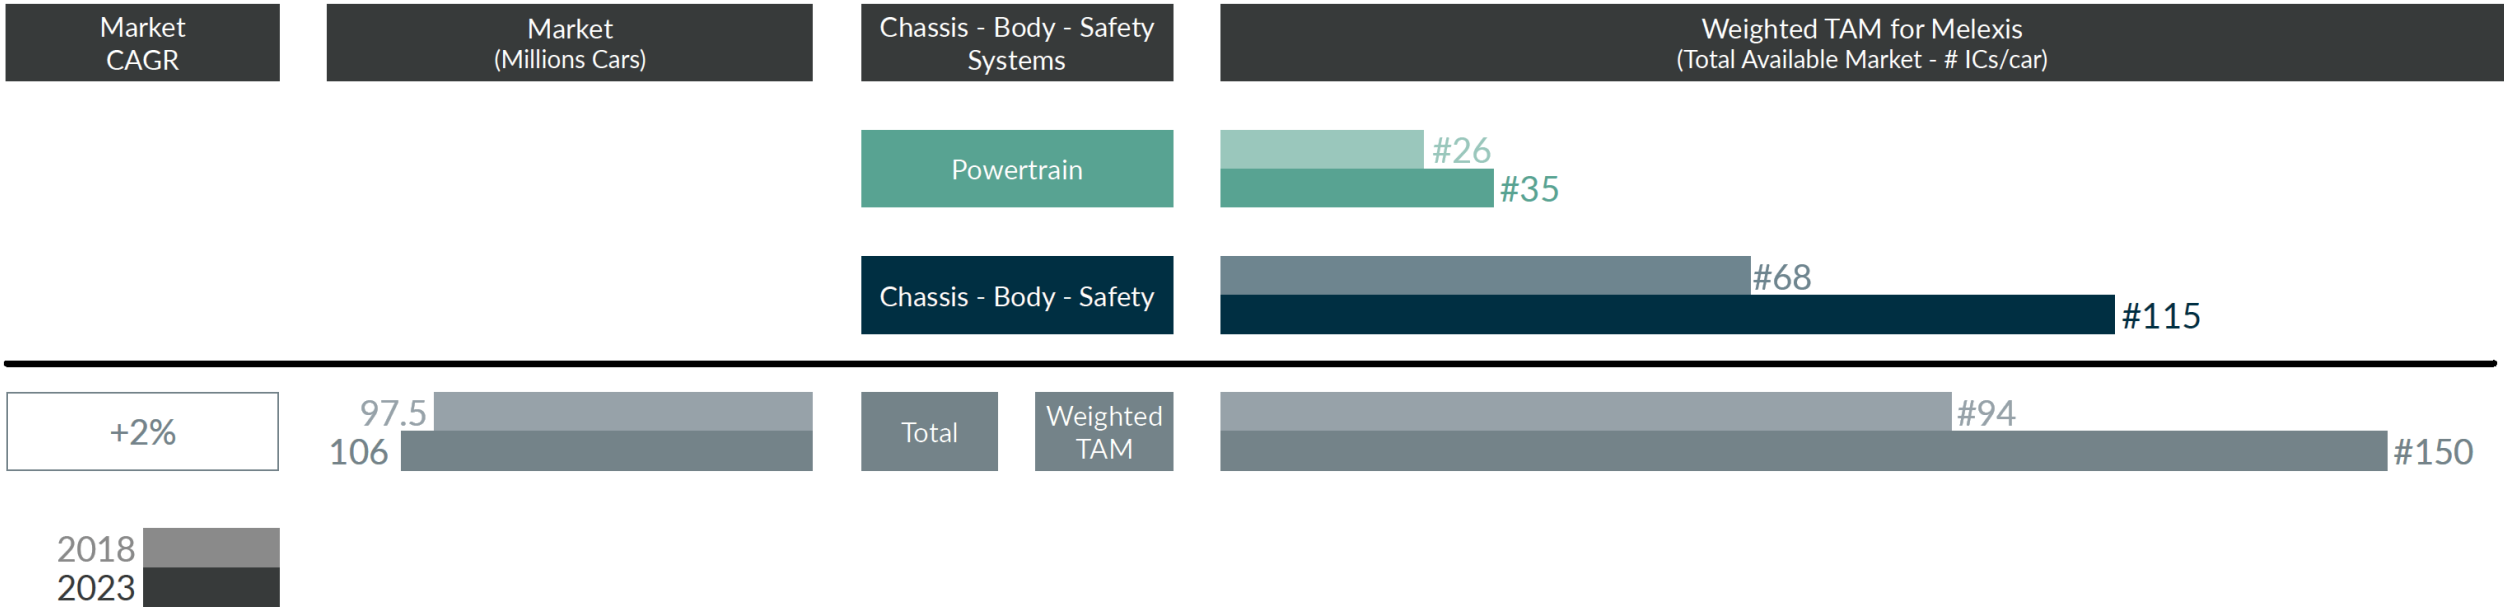 Market
CAGR
Market
(Millions Cars)
Chassis - Body - Safety
Systems
Weighted TAM for Melexis
(Total Available Market - # ICs/car)
Powertrain
#26
#35
Chassis - Body - Safety
#68
#115
+2%
97.5
106
Total
Weighted
TAM
#94
#150
2018
2023